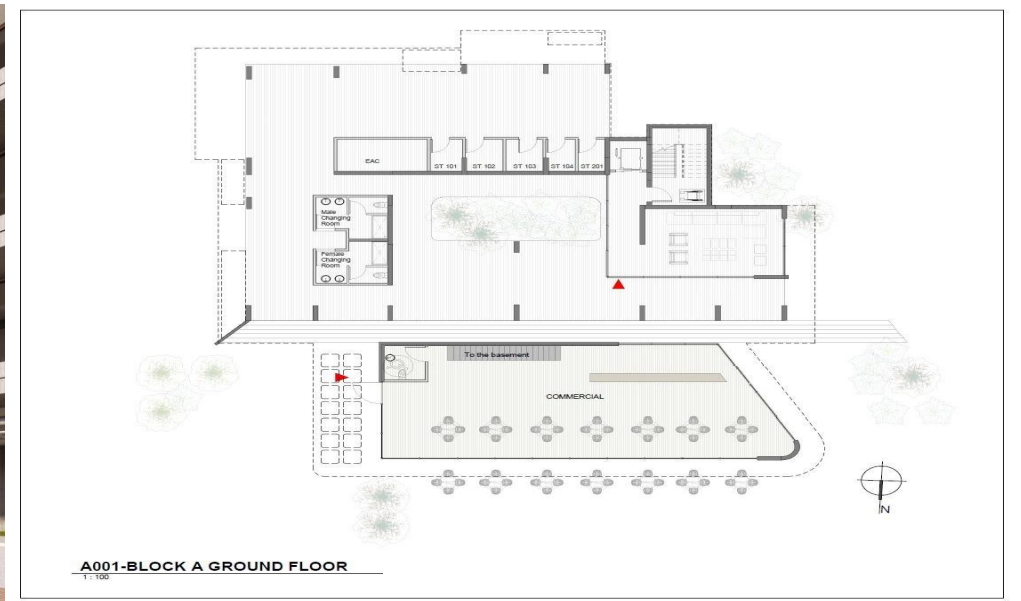 EAC
ST 101
ST 102
ST 103
ST 104
ST 201
Male
Changing
Room
Female
Changing
Room
To the basement
COMMERCIAL
N
A001-BLOCK A GROUND FLOOR
1 : 100